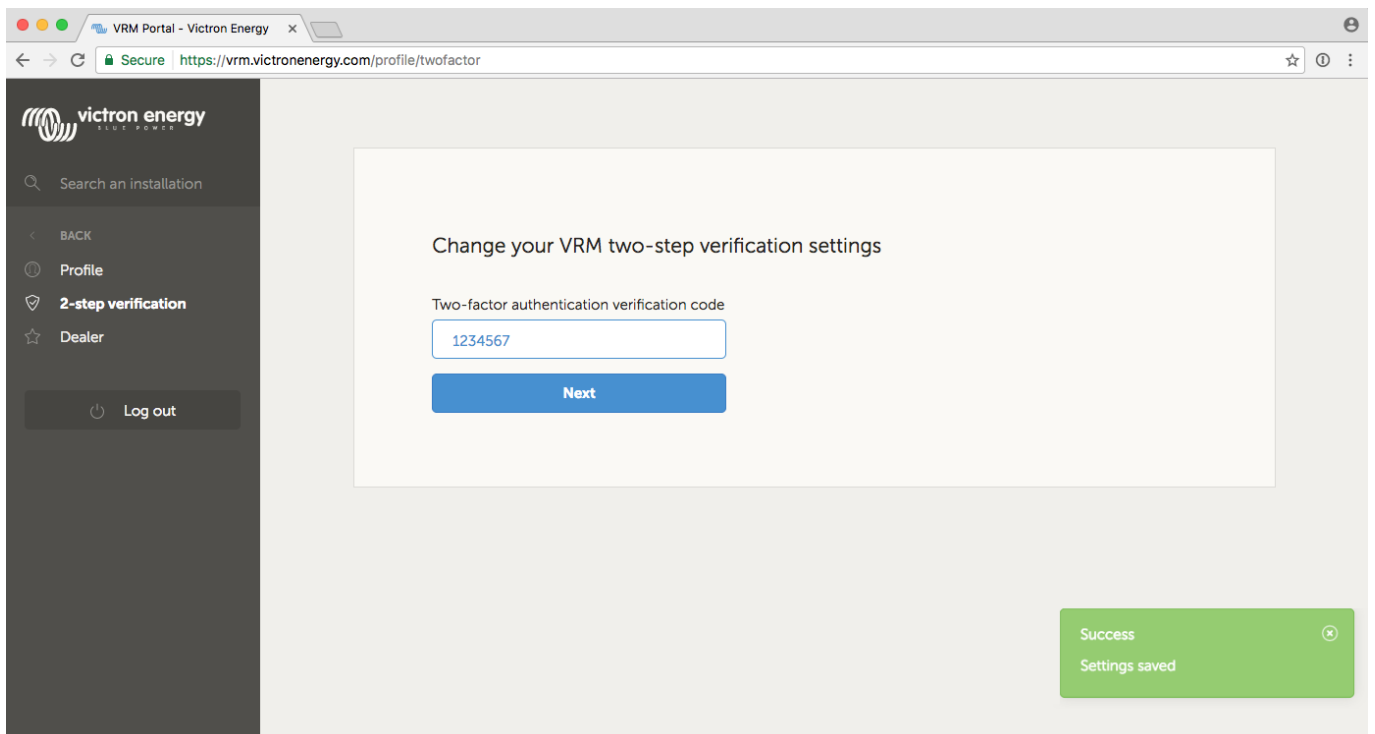 VRM Portal - Victron Energy
Secure https://vrm.victronenergy.com/profile/twofactor
victron energy
BLUE POWER
Search an installation
BACK
Profile
2-step verification
Dealer
Log out
Change your VRM two-step verification settings
Two-factor authentication verification code
1234567
Next
Success
Settings saved